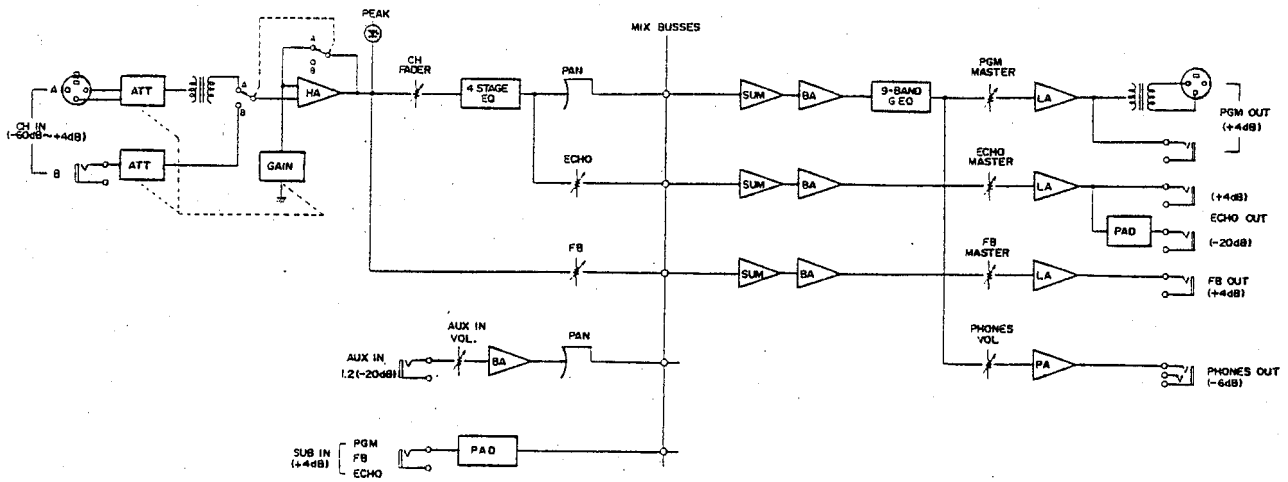 PEAK
MIX BUSSES
A
ATT
A
B
A
B
HA
CH
FADER
4 STAGE
EQ
PAN
SUM
BA
9-BAND
G EQ
PGM
MASTER
LA
PGM OUT
(+4dB)
CH IN
(-60dB~+4dB)
B
ATT
GAIN
ECHO
SUM
BA
ECHO
MASTER
LA
(+4dB)
ECHO OUT
PAD
(-20dB)
FB
SUM
BA
FB
MASTER
LA
FB OUT
(+4dB)
AUX IN
VOL.
PAN
AUX IN
1.2(-20dB)
BA
PHONES
VOL
PA
PHONES OUT
(-6dB)
SUB IN
(+4dB)
PGM
FB
ECHO
PAD